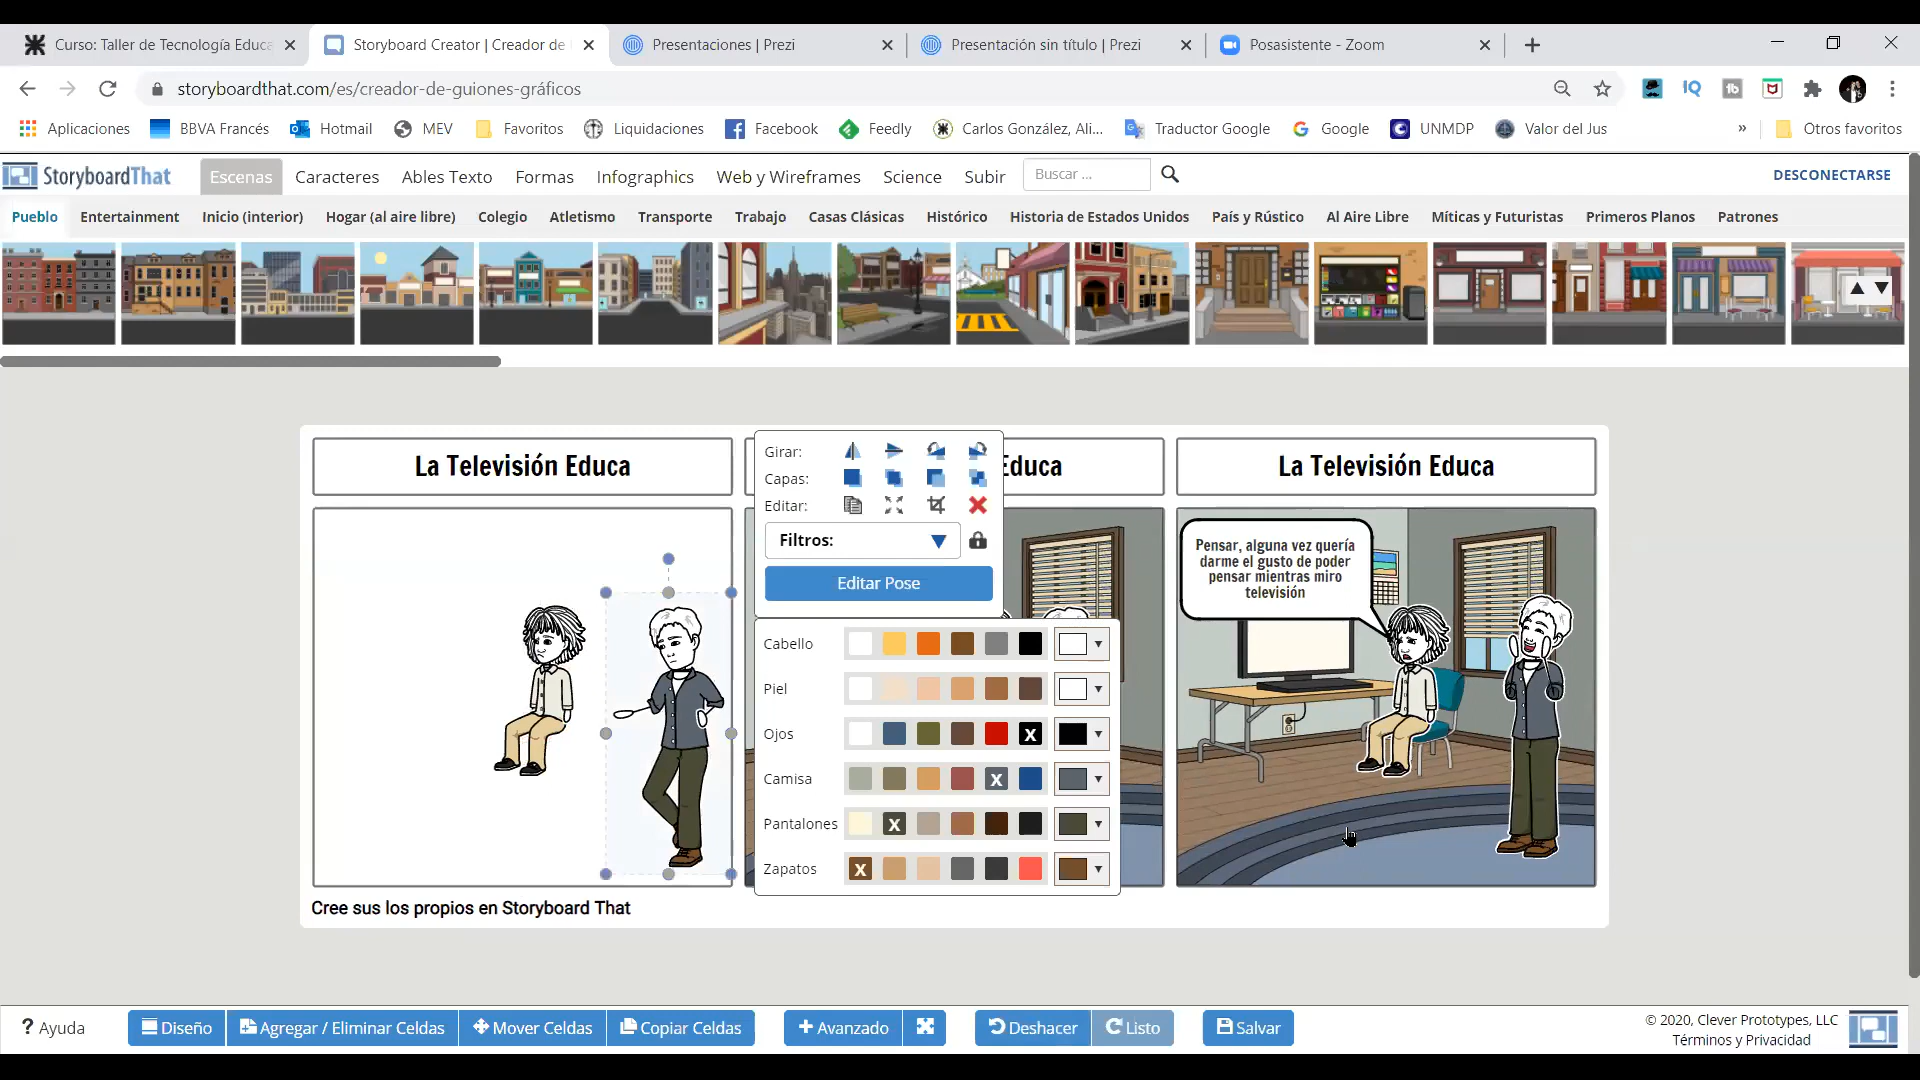 Curso: Taller de Tecnología Educa
Storyboard Creator | Creador de
Presentaciones | Prezi
Presentación sin título | Prezi
Posasistente - Zoom
storyboardthat.com/es/creador-de-guiones-gráficos
Aplicaciones
BBVA Francés
Hotmail
MEV
Favoritos
Liquidaciones
Facebook
Feedly
Carlos González, Ali...
Traductor Google
Google
UNMDP
Valor del Jus
»
Otros favoritos
StoryboardThat
Escenas
Caracteres
Ables Texto
Formas
Infographics
Web y Wireframes
Science
Subir
Buscar ...
DESCONECTARSE
Pueblo
Entertainment
Inicio (interior)
Hogar (al aire libre)
Colegio
Atletismo
Transporte
Trabajo
Casas Clásicas
Histórico
Historia de Estados Unidos
País y Rústico
Al Aire Libre
Míticas y Futuristas
Primeros Planos
Patrones
La Televisión Educa
Educa
La Televisión Educa
Girar:
Capas:
Editar:
Filtros:
Editar Pose
Cabello
Piel
Ojos
X
Camisa
X
Pantalones
X
Zapatos
X
Pensar, alguna vez quería
darme el gusto de poder
pensar mientras miro
televisión
Cree sus los propios en Storyboard That
? Ayuda
Diseño
Agregar / Eliminar Celdas
Mover Celdas
Copiar Celdas
+ Avanzado
Deshacer
Listo
Salvar
© 2020, Clever Prototypes, LLC
Términos y Privacidad